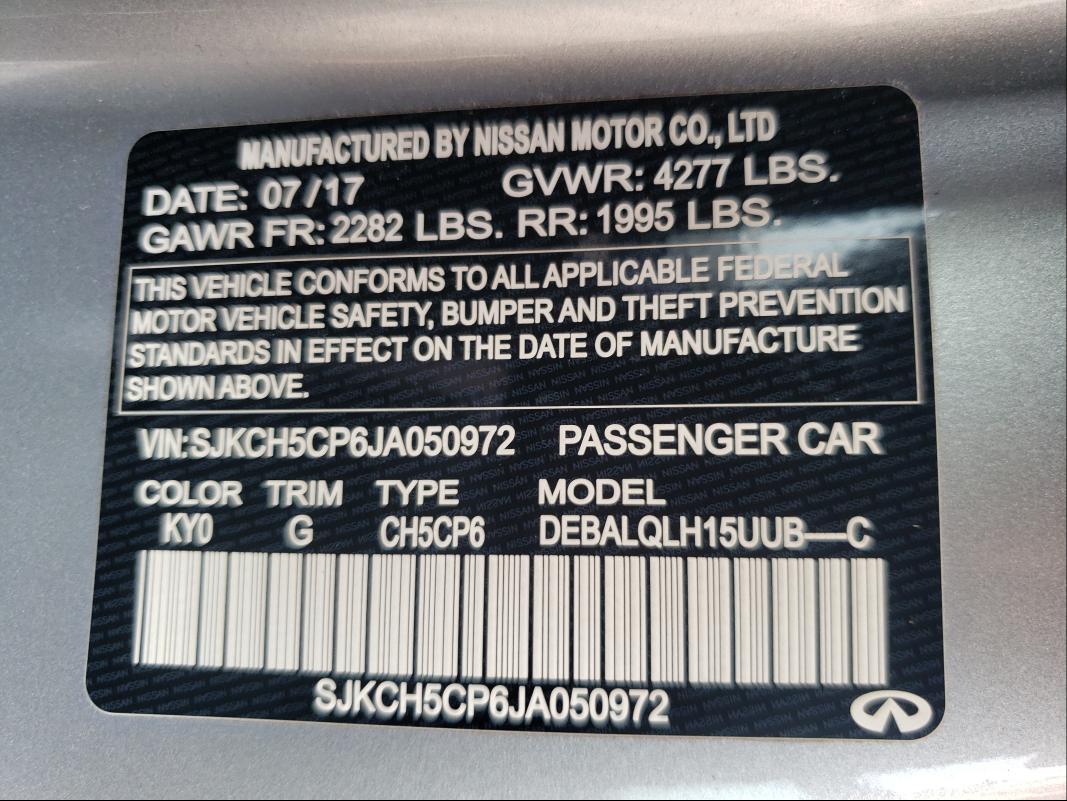 MANUFACTURED BY NISSAN MOTOR CO., LTD
DATE: 07/17 GVWR: 4277 LBS.
GAWR FR: 2282 LBS. RR: 1995 LBS.
THIS VEHICLE CONFORMS TO ALL APPLICABLE FEDERAL
MOTOR VEHICLE SAFETY, BUMPER AND THEFT PREVENTION
STANDARDS IN EFFECT ON THE DATE OF MANUFACTURE
SHOWN ABOVE.
VIN:SJKCH5CP6JA050972 PASSENGER CAR
COLOR TRIM TYPE MODEL
KY0 G CH5CP6 DEBALQLH15UUB—C
SJKCH5CP6JA050972